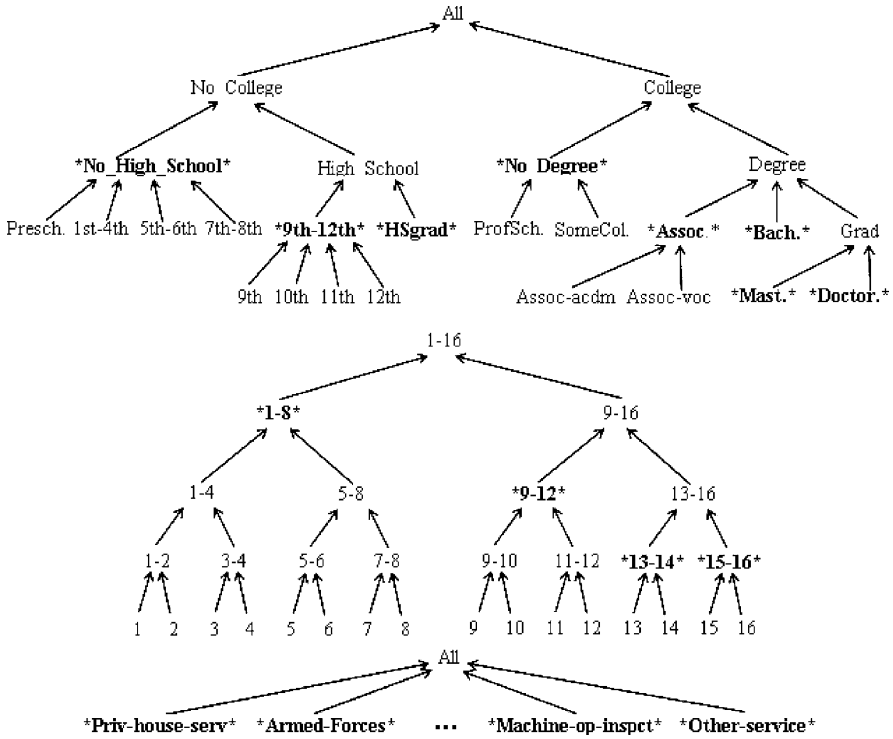 All
No College College
*No_High_School* High School *No Degree* Degree
Presch. 1st-4th 5th-6th 7th-8th *9th-12th* *HSgrad* ProfSch. SomeCol. *Assoc.* *Bach.* Grad
9th 10th 11th 12th Assoc-acdm Assoc-voc *Mast.* *Doctor.*
1-16
*1-8* 9-16
1-4 5-8 *9-12* 13-16
1-2 3-4 5-6 7-8 9-10 11-12 *13-14* *15-16*
1 2 3 4 5 6 7 8 9 10 11 12 13 14 15 16
All
*Priv-house-serv* *Armed-Forces* ... *Machine-op-inspct* *Other-service*